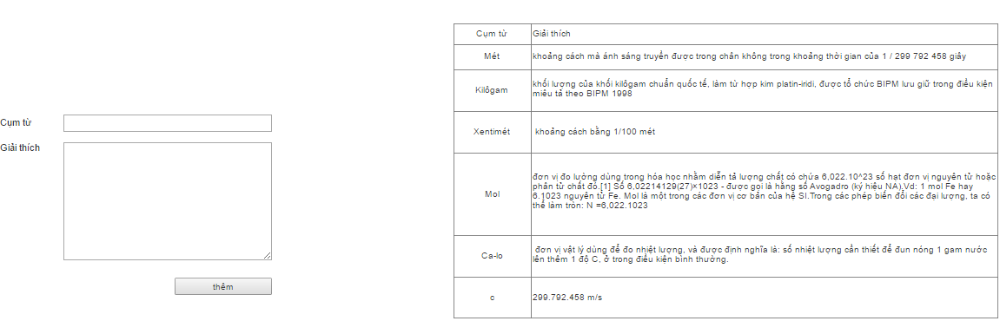 Cụm từ
Giải thích
thêm
Cụm từ Giải thích
Mét khoảng cách mà ánh sáng truyền được trong chân không trong khoảng thời gian của 1 / 299 792 458 giây
Kilôgam khối lượng của khối kilôgam chuẩn quốc tế, làm từ hợp kim platin-iridi, được tổ chức BIPM lưu giữ trong điều kiện
miêu tả theo BIPM 1998
Xentimét khoảng cách bằng 1/100 mét
Mol đơn vị đo lường dùng trong hóa học nhằm diễn tả lượng chất có chứa 6,022.10^23 số hạt đơn vị nguyên tử hoặc
phân tử chất đó.[1] Số 6,02214129(27)×1023 - được gọi là hằng số Avogadro (ký hiệu NA).Vd: 1 mol Fe hay
6.1023 nguyên tử Fe. Mol là một trong các đơn vị cơ bản của hệ SI.Trong các phép biến đổi các đại lượng, ta có
thể làm tròn: N =6,022.1023
Ca-lo đơn vị vật lý dùng để đo nhiệt lượng, và được định nghĩa là: số nhiệt lượng cần thiết để đun nóng 1 gam nước
lên thêm 1 độ C, ở trong điều kiện bình thường.
c 299.792.458 m/s